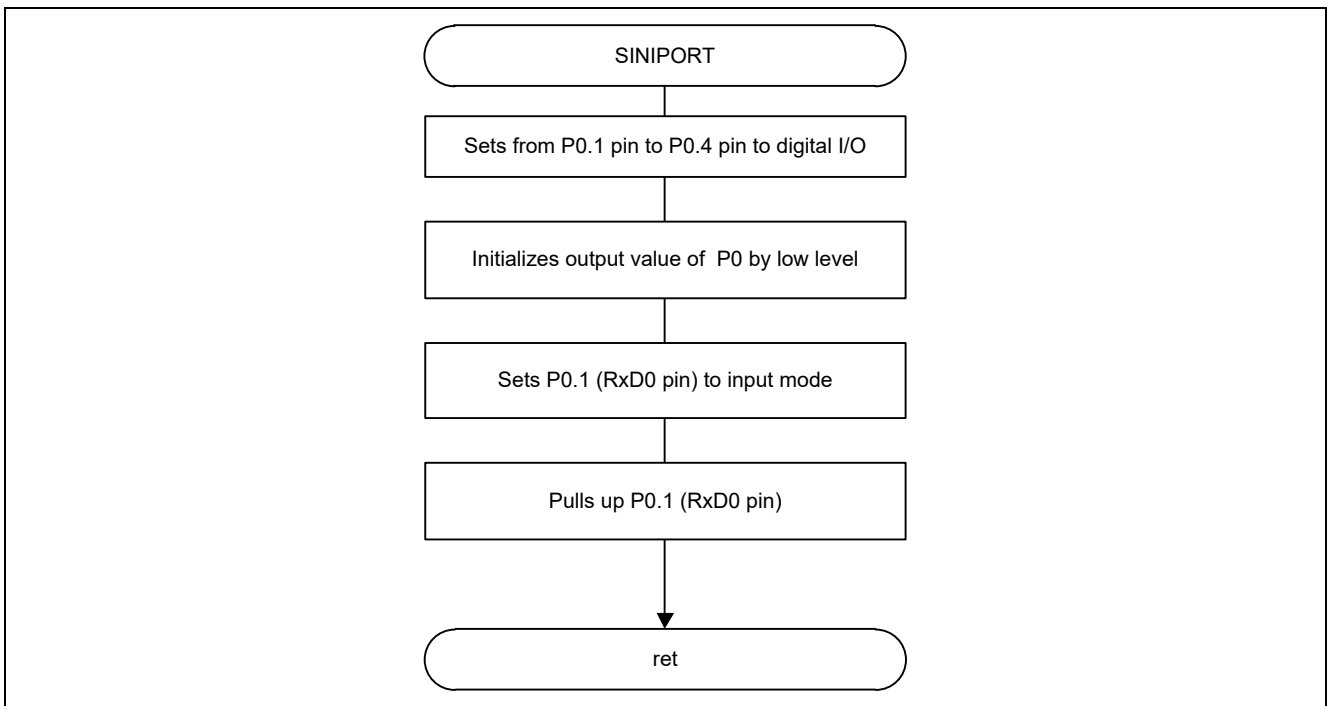 SINIPORT
Sets from P0.1 pin to P0.4 pin to digital I/O
Initializes output value of  P0 by low level
Sets P0.1 (RxD0 pin) to input mode
Pulls up P0.1 (RxD0 pin)
ret